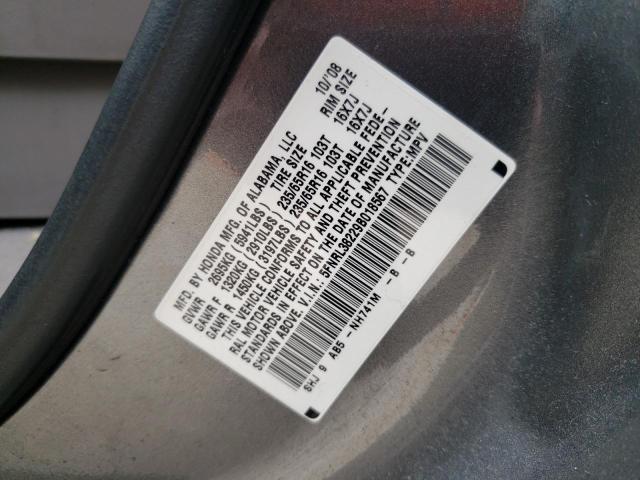 MFD. BY HONDA MFG. OF ALABAMA, LLC 10/'08
GVWR 2695KG (5941LBS) TIRE SIZE RIM SIZE
GAWR F 1320KG (2910LBS) 235/65R16 103T 16X7J
GAWR R 1450KG (3197LBS) 235/65R16 103T 16X7J
THIS VEHICLE CONFORMS TO ALL APPLICABLE FEDE-
RAL MOTOR VEHICLE SAFETY AND THEFT PREVENTION
STANDARDS IN EFFECT ON THE DATE OF MANUFACTURE
SHOWN ABOVE. V.I.N.: 5FNRL38229B018567 TYPE:MPV
SHJ 9 AB5 -NH741M -B -B